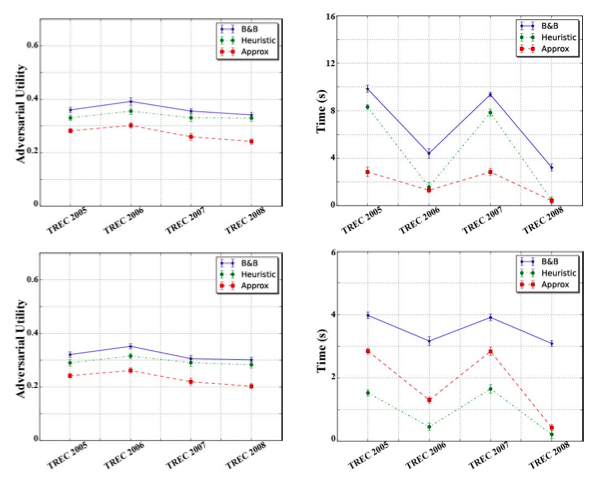 0.6
0.4
0.2
0
Adversarial Utility
B&B
Heuristic
Approx
TREC 2005
TREC 2006
TREC 2007
TREC 2008
16
12
8
4
0
Time (s)
B&B
Heuristic
Approx
TREC 2005
TREC 2006
TREC 2007
TREC 2008
0.6
0.4
0.2
0
Adversarial Utility
B&B
Heuristic
Approx
TREC 2005
TREC 2006
TREC 2007
TREC 2008
6
4
2
0
Time (s)
B&B
Heuristic
Approx
TREC 2005
TREC 2006
TREC 2007
TREC 2008